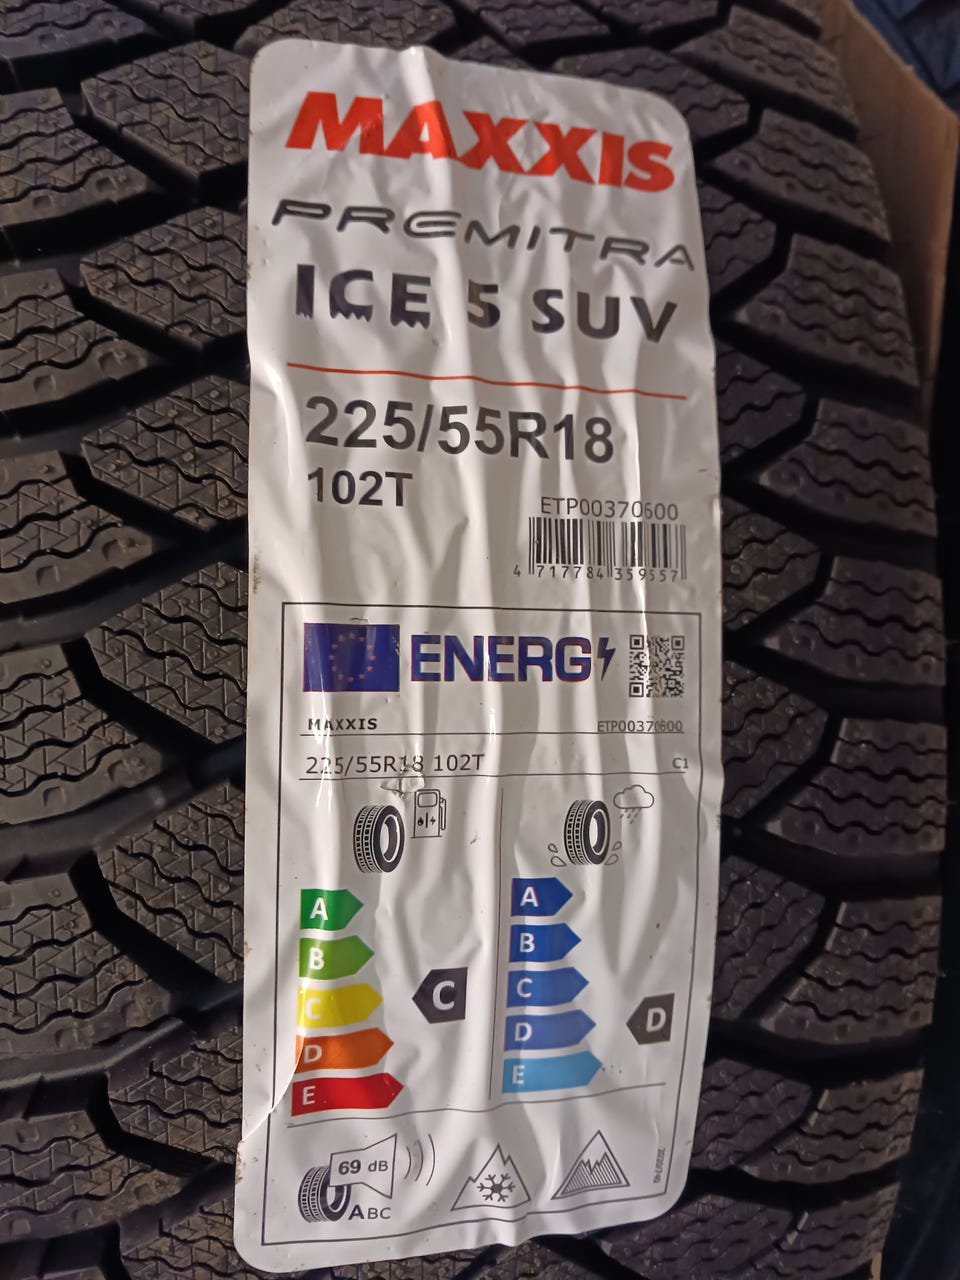 MAXXIS
PREMITRA
ICE 5 SUV
225/55R18
102T
ETP00370600
4 717784 359557
ENERG
MAXXIS ETP00370600
225/55R18 102T C1
A
B
C
D
E
C
A
B
C
D
E
D
69 dB
ABC